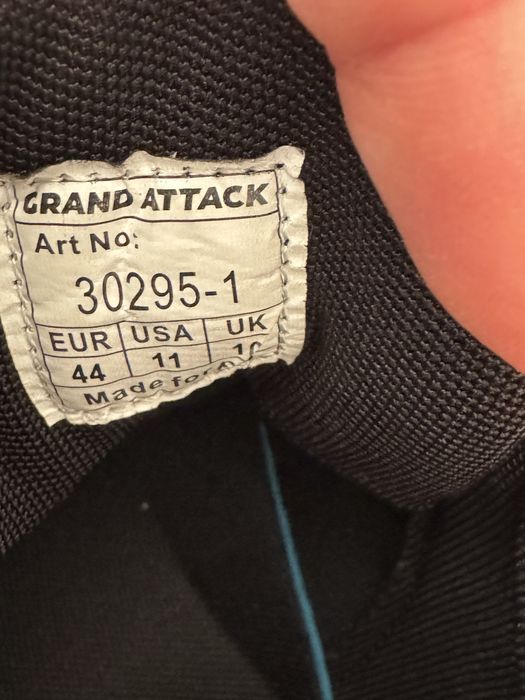 GRAND ATTACK
Art No:
30295-1
EUR USA UK
44 11
Made for